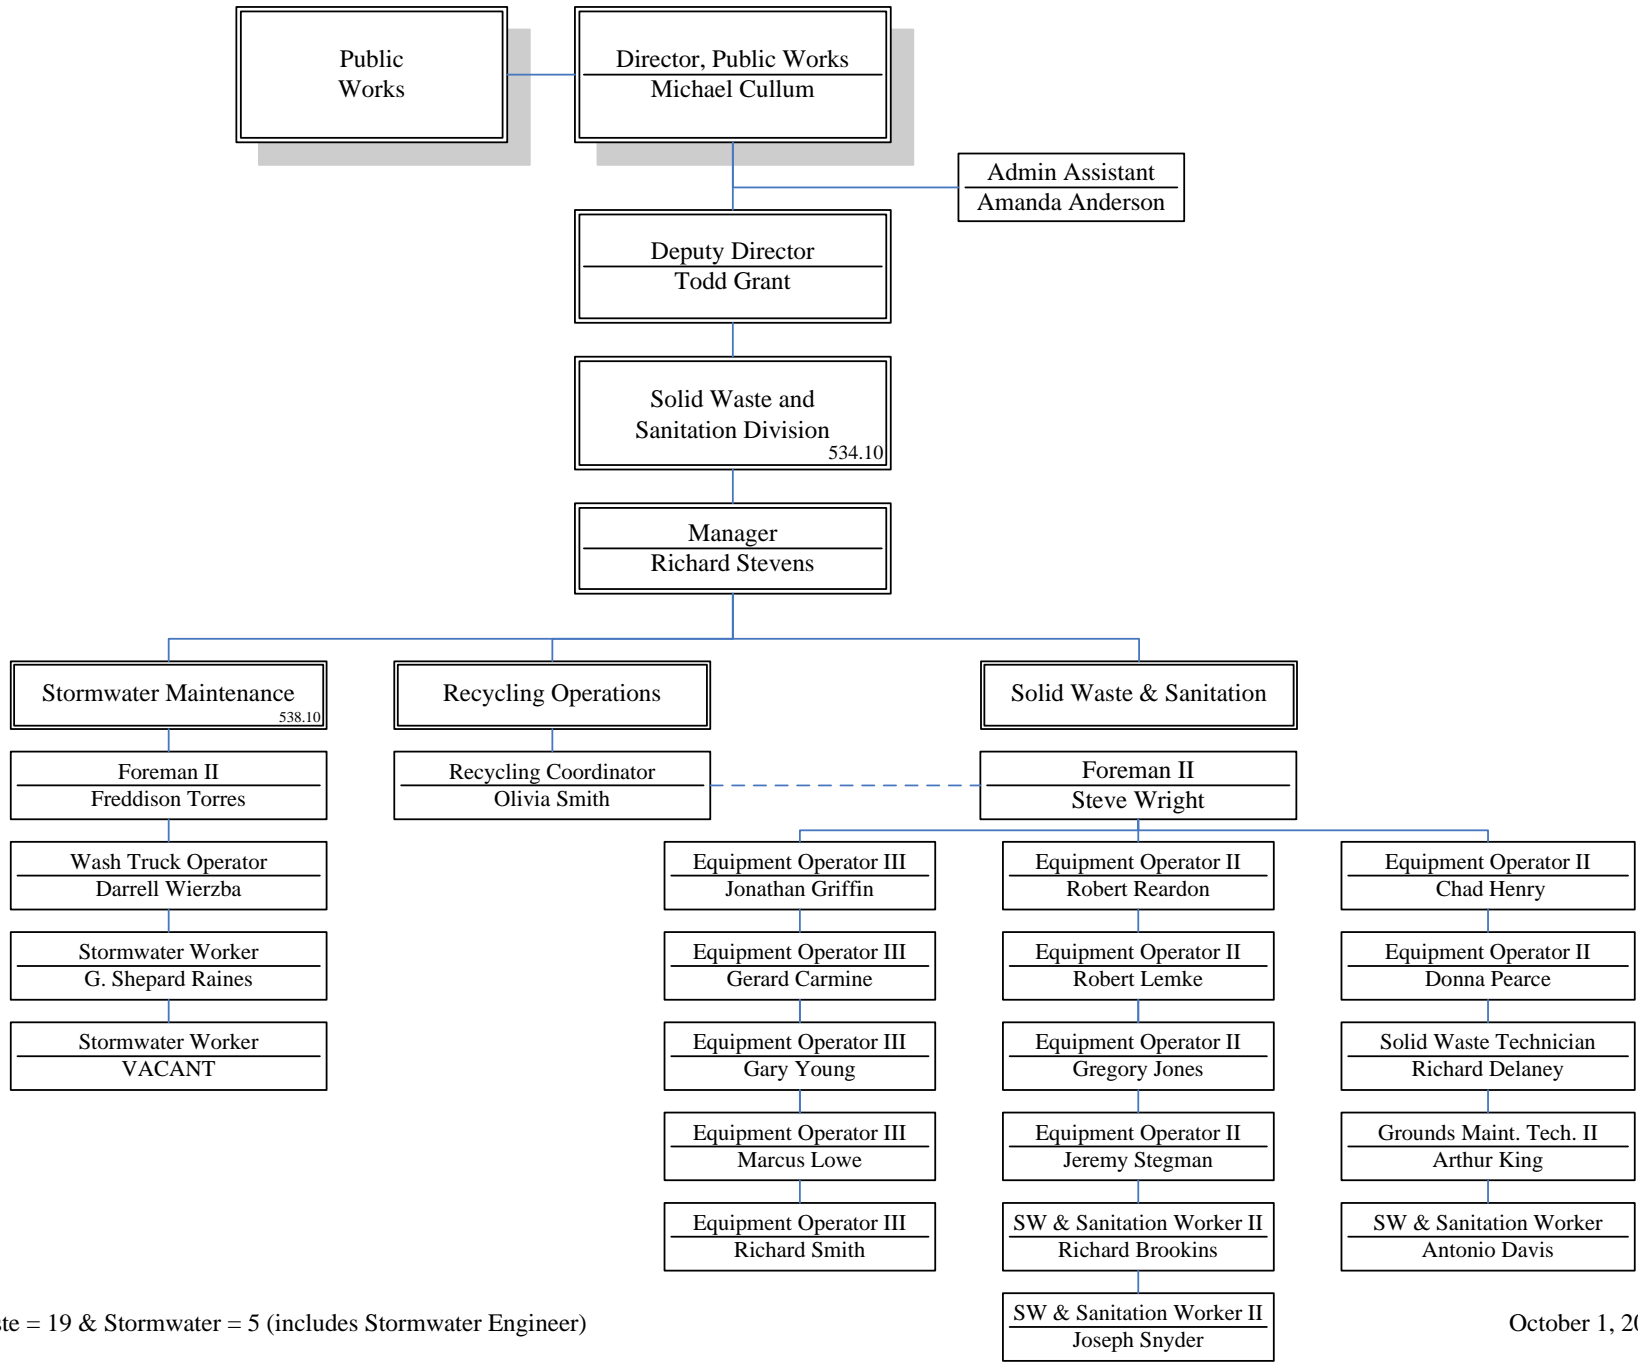 Public
Works
Director, Public Works
Michael Cullum
Admin Assistant
Amanda Anderson
Deputy Director
Todd Grant
Solid Waste and
Sanitation Division
534.10
Manager
Richard Stevens
Stormwater Maintenance
538.10
Recycling Operations
Solid Waste & Sanitation
Foreman II
Freddison Torres
Recycling Coordinator
Olivia Smith
Foreman II
Steve Wright
Wash Truck Operator
Darrell Wierzba
Stormwater Worker
G. Shepard Raines
Stormwater Worker
VACANT
Equipment Operator III
Jonathan Griffin
Equipment Operator III
Gerard Carmine
Equipment Operator III
Gary Young
Equipment Operator III
Marcus Lowe
Equipment Operator III
Richard Smith
Equipment Operator II
Robert Reardon
Equipment Operator II
Robert Lemke
Equipment Operator II
Gregory Jones
Equipment Operator II
Jeremy Stegman
SW & Sanitation Worker II
Richard Brookins
SW & Sanitation Worker II
Joseph Snyder
Equipment Operator II
Chad Henry
Equipment Operator II
Donna Pearce
Solid Waste Technician
Richard Delaney
Grounds Maint. Tech. II
Arthur King
SW & Sanitation Worker
Antonio Davis
= 19 & Stormwater = 5 (includes Stormwater Engineer)
October 1,